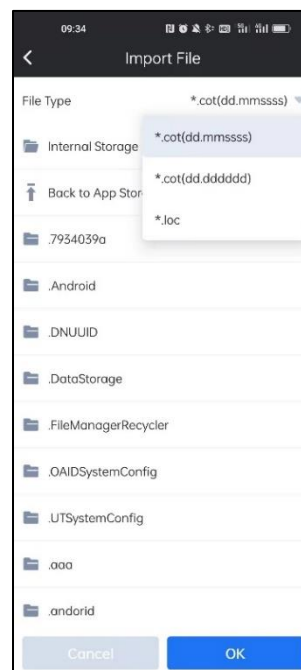 09:34
Import File
File Type *.cot(dd.mmssss)
*.cot(dd.mmssss)
Internal Storage
*.cot(dd.dddddd)
Back to App Stor
*.loc
.7934039a
.Android
.DNUUID
.DataStorage
.FileManagerRecycler
.OAIDSystemConfig
.UTSystemConfig
.aaa
.andorid
Cancel OK